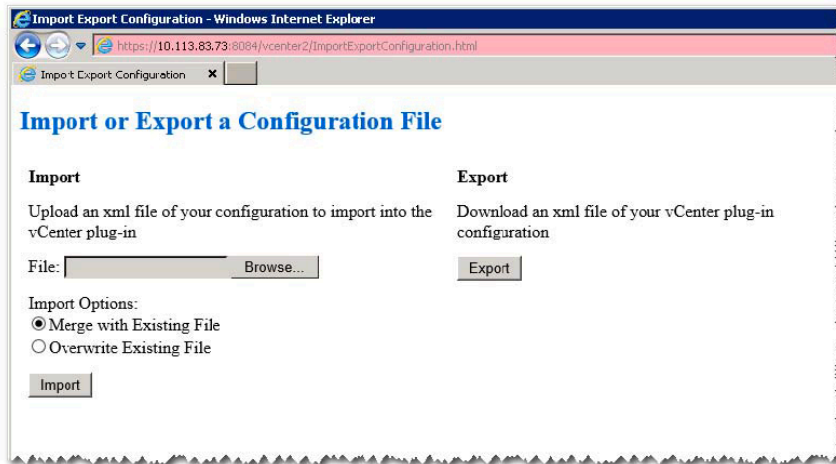 Import Export Configuration - Windows Internet Explorer
https://10.113.83.73:8084/vcenter2/ImportExportConfiguration.html
Import Export Configuration
Import or Export a Configuration File
Import
Upload an xml file of your configuration to import into the
vCenter plug-in
File: Browse...
Import Options:
Merge with Existing File
Overwrite Existing File
Import
Export
Download an xml file of your vCenter plug-in
configuration
Export